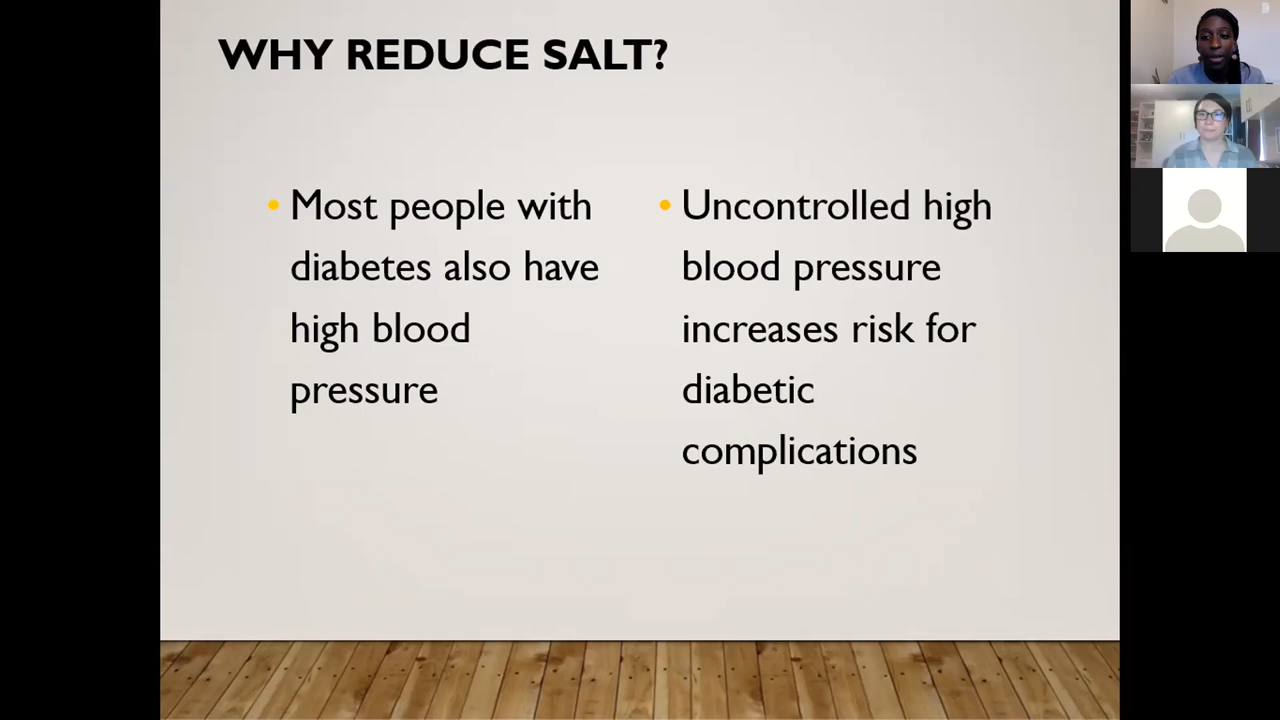 WHY REDUCE SALT?
• Most people with
diabetes also have
high blood
pressure
• Uncontrolled high
blood pressure
increases risk for
diabetic
complications